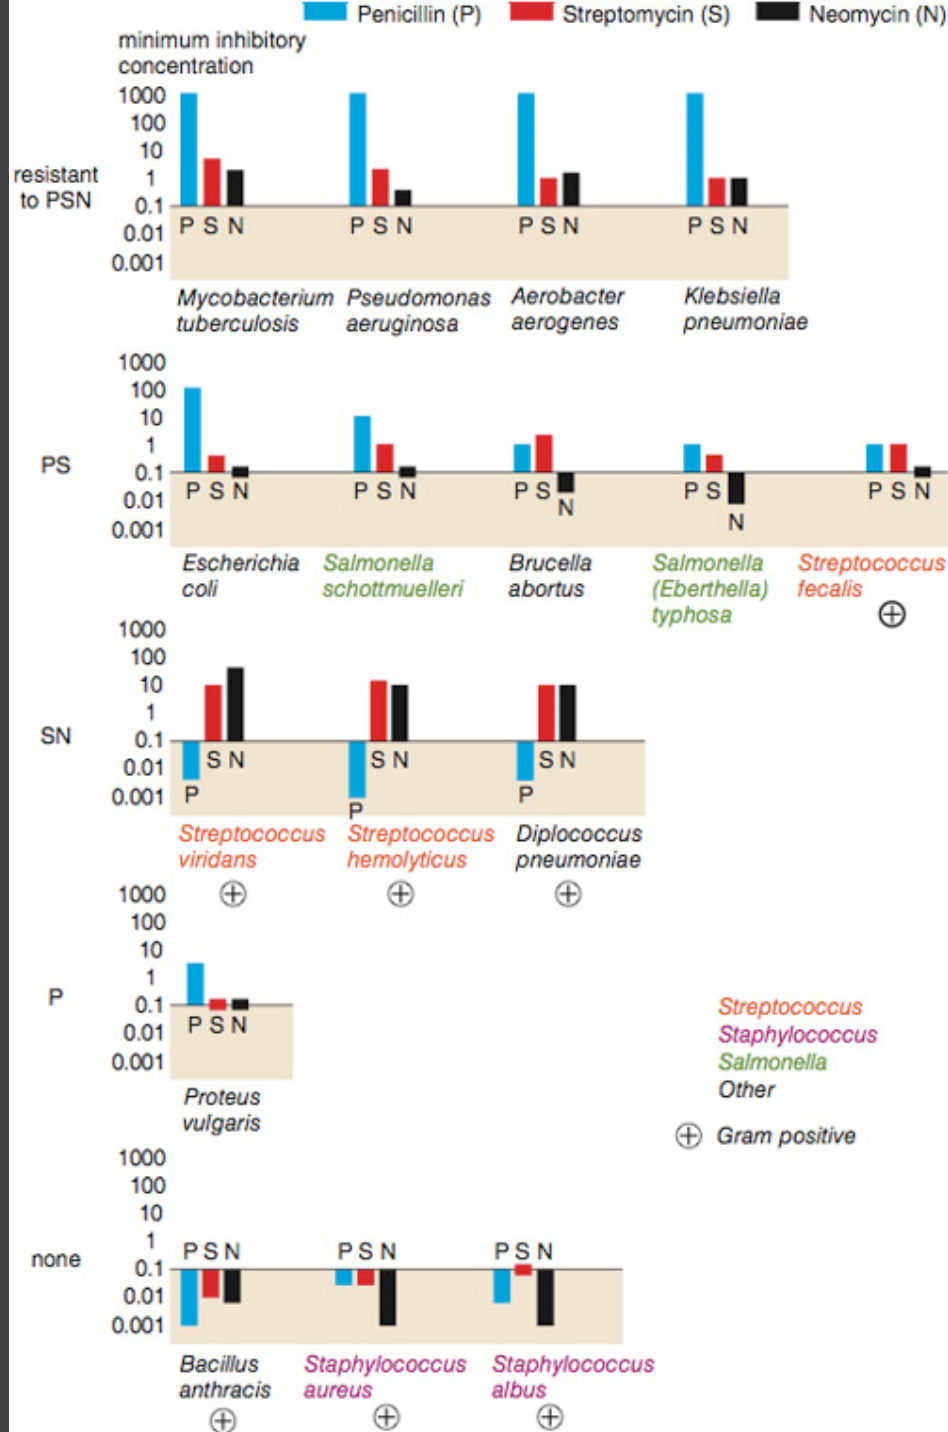 Penicillin (P) Streptomycin (S) Neomycin (N)
minimum inhibitory
concentration
1000
100
10
1
0.1
0.01
0.001
resistant
to PSN
P S N P S N P S N P S N
Mycobacterium
tuberculosis
Pseudomonas
aeruginosa
Aerobacter
aerogenes
Klebsiella
pneumoniae
1000
100
10
1
0.1
0.01
0.001
PS
P S N P S N P S N P S N P S N
Escherichia
coli
Salmonella
schottmuelleri
Brucella
abortus
Salmonella
(Eberthella)
typhosa
Streptococcus
fecalis
1000
100
10
1
0.1
0.01
0.001
SN
P S N P S N P S N
Streptococcus
viridans
Streptococcus
hemolyticus
Diplococcus
pneumoniae
1000
100
10
1
0.1
0.01
0.001
P
P S N
Proteus
vulgaris
Streptococcus
Staphylococcus
Salmonella
Other
Gram positive
1000
100
10
1
0.1
0.01
0.001
none
P S N P S N P S N
Bacillus
anthracis
Staphylococcus
aureus
Staphylococcus
albus